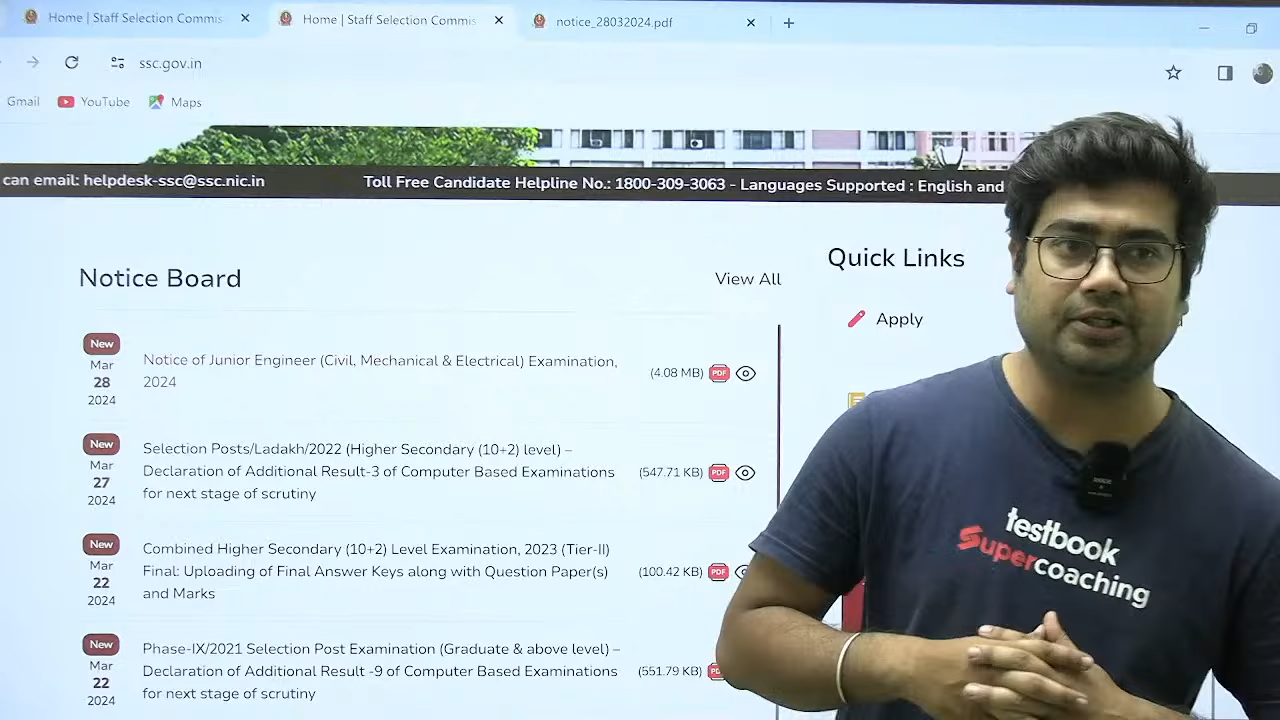 Home | Staff Selection Commis
Home | Staff Selection Commis
notice_28032024.pdf
ssc.gov.in
Gmail
YouTube
Maps
can email: helpdesk-ssc@ssc.nic.in
Toll Free Candidate Helpline No.: 1800-309-3063 - Languages Supported : English and
Notice Board
View All
Quick Links
Apply
New
Mar
28
2024
Notice of Junior Engineer (Civil, Mechanical & Electrical) Examination,
2024
(4.08 MB)
PDF
New
Mar
27
2024
Selection Posts/Ladakh/2022 (Higher Secondary (10+2) level) –
Declaration of Additional Result-3 of Computer Based Examinations
for next stage of scrutiny
(547.71 KB)
PDF
New
Mar
22
2024
Combined Higher Secondary (10+2) Level Examination, 2023 (Tier-II)
Final: Uploading of Final Answer Keys along with Question Paper(s)
and Marks
(100.42 KB)
PDF
New
Mar
22
2024
Phase-IX/2021 Selection Post Examination (Graduate & above level) –
Declaration of Additional Result -9 of Computer Based Examinations
for next stage of scrutiny
(551.79 KB)
testbook
Supercoaching